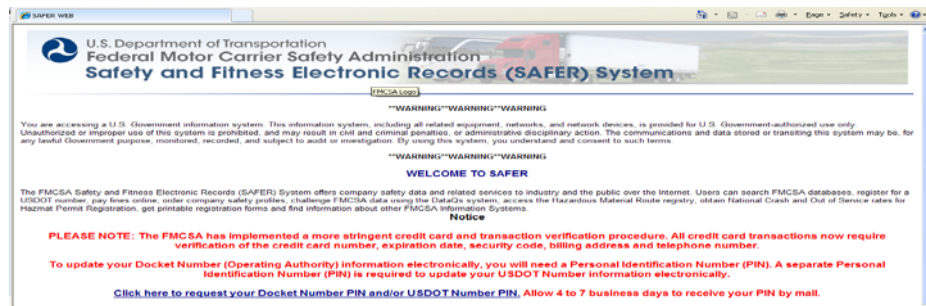 SAFER WEB
Page Safety Tools
U.S. Department of Transportation
Federal Motor Carrier Safety Administration
Safety and Fitness Electronic Records (SAFER) System
FMCSA Logo
**WARNING**WARNING**WARNING
You are accessing a U.S. Government information system. This information system, including all related equipment, networks, and network devices, is provided for U.S. Government-authorized use only.
Unauthorized or improper use of this system is prohibited, and may result in civil and criminal penalties, or administrative disciplinary action. The communications and data stored or transiting this system may be, for
any lawful Government purpose, monitored, recorded, and subject to audit or investigation. By using this system, you understand and consent to such terms.
**WARNING**WARNING**WARNING
WELCOME TO SAFER
The FMCSA Safety and Fitness Electronic Records (SAFER) System offers company safety data and related services to industry and the public over the Internet. Users can search FMCSA databases, register for a
USDOT number, pay fines online, order company safety profiles, challenge FMCSA data using the DataQs system, access the Hazardous Material Route registry, obtain National Crash and Out of Service rates for
Hazmat Permit Registration, get printable registration forms and find information about other FMCSA Information Systems.
Notice
PLEASE NOTE: The FMCSA has implemented a more stringent credit card and transaction verification procedure. All credit card transactions now require
verification of the credit card number, expiration date, security code, billing address and telephone number.
To update your Docket Number (Operating Authority) information electronically, you will need a Personal Identification Number (PIN). A separate Personal
Identification Number (PIN) is required to update your USDOT Number information electronically.
Click here to request your Docket Number PIN and/or USDOT Number PIN. Allow 4 to 7 business days to receive your PIN by mail.